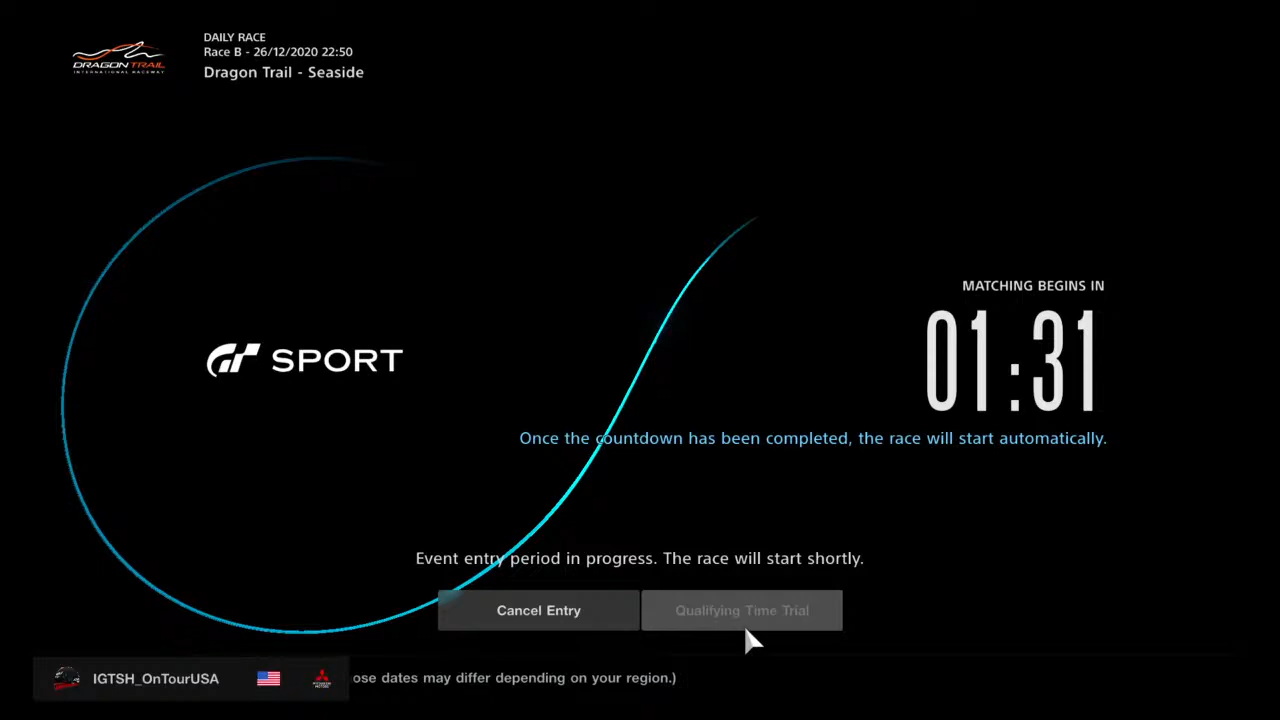 DRAGON TRAIL
INTERNATIONAL RACEWAY
DAILY RACE
Race B - 26/12/2020 22:50
Dragon Trail - Seaside
GT SPORT
MATCHING BEGINS IN
01:31
Once the countdown has been completed, the race will start automatically.
Event entry period in progress. The race will start shortly.
Cancel Entry
Qualifying Time Trial
IGTSH_OnTourUSA
ose dates may differ depending on your region.)